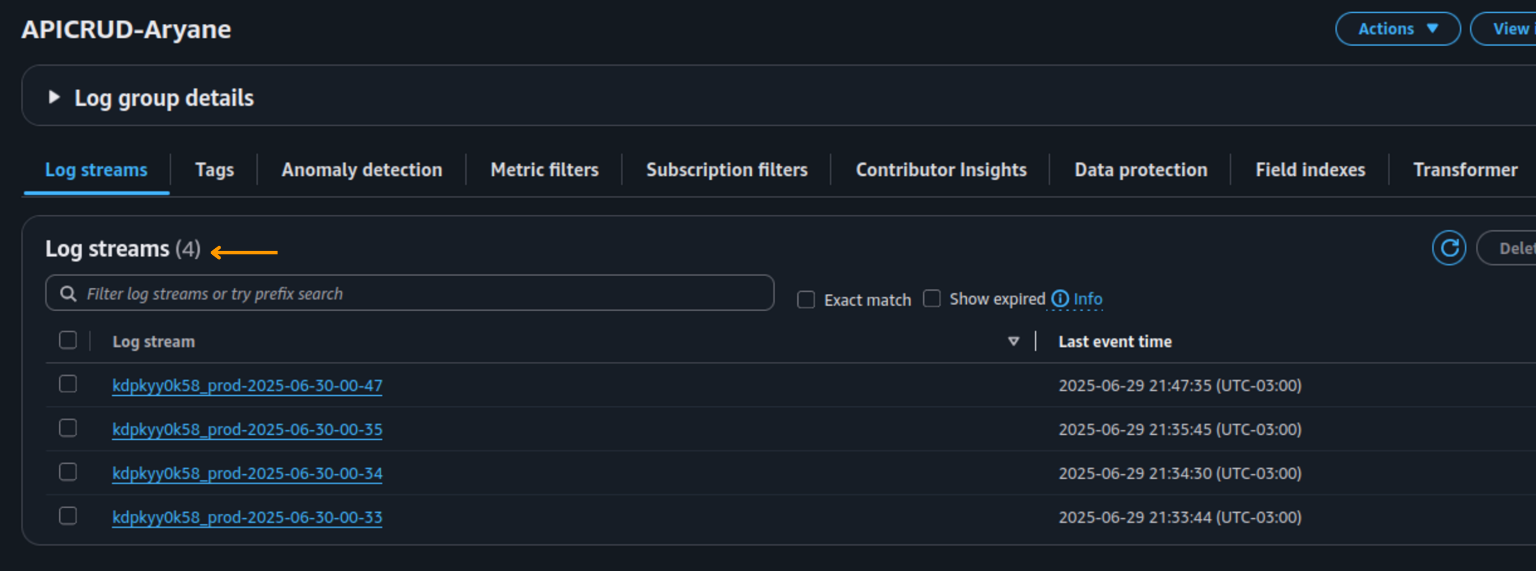 APICRUD-Aryane
Actions
View
Log group details
Log streams Tags Anomaly detection Metric filters Subscription filters Contributor Insights Data protection Field indexes Transformer
Log streams (4)
Filter log streams or try prefix search
Exact match Show expired Info
Log stream Last event time
kdpkyy0k58_prod-2025-06-30-00-47 2025-06-29 21:47:35 (UTC-03:00)
kdpkyy0k58_prod-2025-06-30-00-35 2025-06-29 21:35:45 (UTC-03:00)
kdpkyy0k58_prod-2025-06-30-00-34 2025-06-29 21:34:30 (UTC-03:00)
kdpkyy0k58_prod-2025-06-30-00-33 2025-06-29 21:33:44 (UTC-03:00)